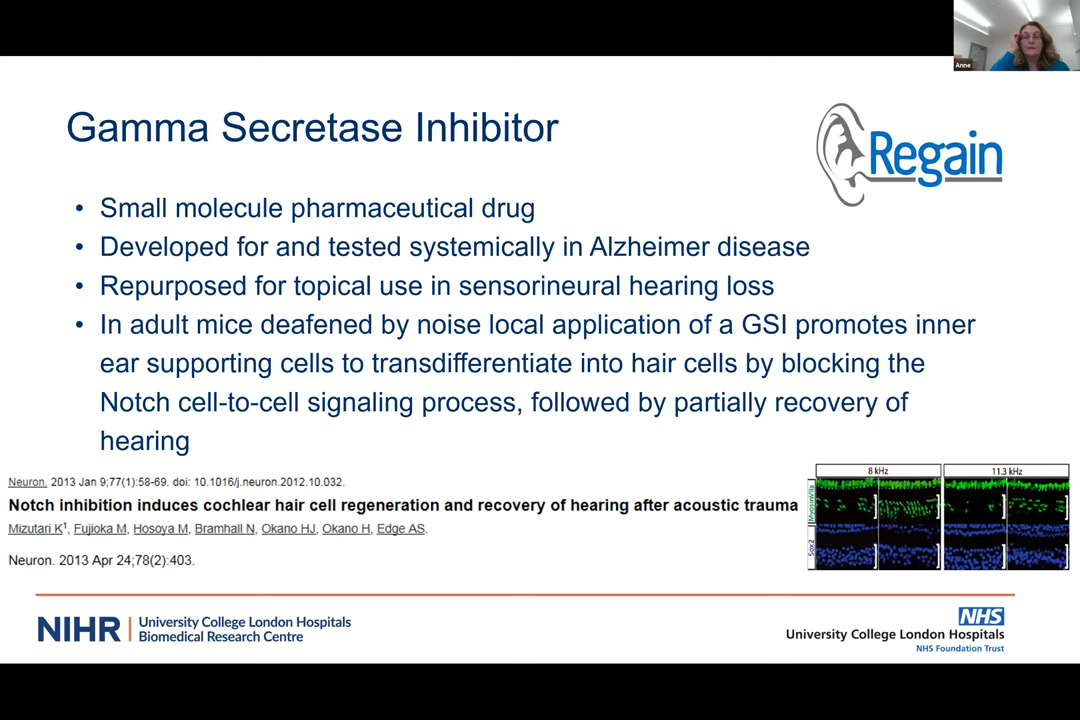 Anne
Gamma Secretase Inhibitor
Regain
• Small molecule pharmaceutical drug
• Developed for and tested systemically in Alzheimer disease
• Repurposed for topical use in sensorineural hearing loss
• In adult mice deafened by noise local application of a GSI promotes inner
ear supporting cells to transdifferentiate into hair cells by blocking the
Notch cell-to-cell signaling process, followed by partially recovery of
hearing
Neuron. 2013 Jan 9;77(1):58-69. doi: 10.1016/j.neuron.2012.10.032.
Notch inhibition induces cochlear hair cell regeneration and recovery of hearing after acoustic trauma
Mizutari K¹, Fujioka M, Hosoya M, Bramhall N, Okano HJ, Okano H, Edge AS.
Neuron. 2013 Apr 24;78(2):403.
8 kHz
11.3 kHz
MyosinVIIa
Sox2
NIHR | University College London Hospitals
Biomedical Research Centre
NHS
University College London Hospitals
NHS Foundation Trust